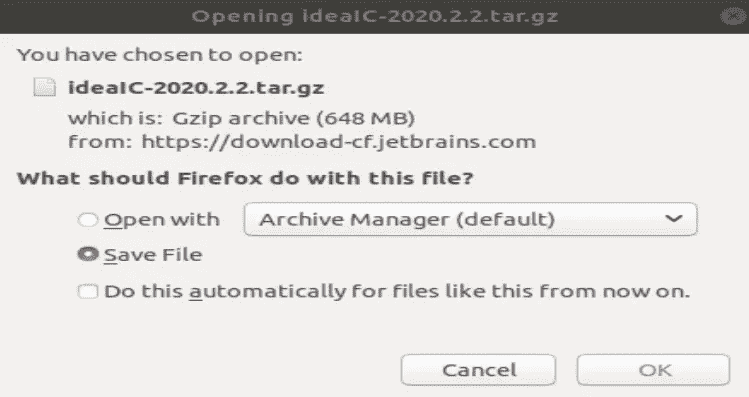 Opening ideaIC-2020.2.2.tar.gz
You have chosen to open:
ideaIC-2020.2.2.tar.gz
which is: Gzip archive (648 MB)
from: https://download-cf.jetbrains.com
What should Firefox do with this file?
Open with Archive Manager (default)
Save File
Do this automatically for files like this from now on.
Cancel OK